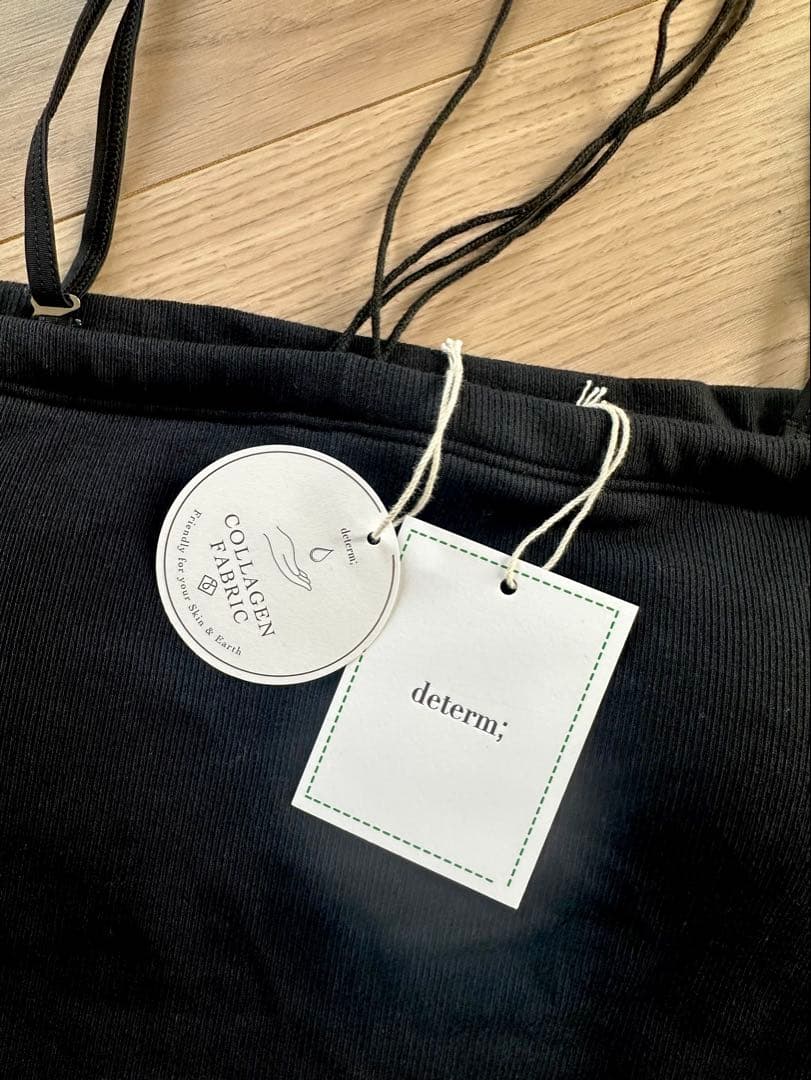 determ;
COLLAGEN
FABRIC
Friendly for your Skin & Earth
determ;